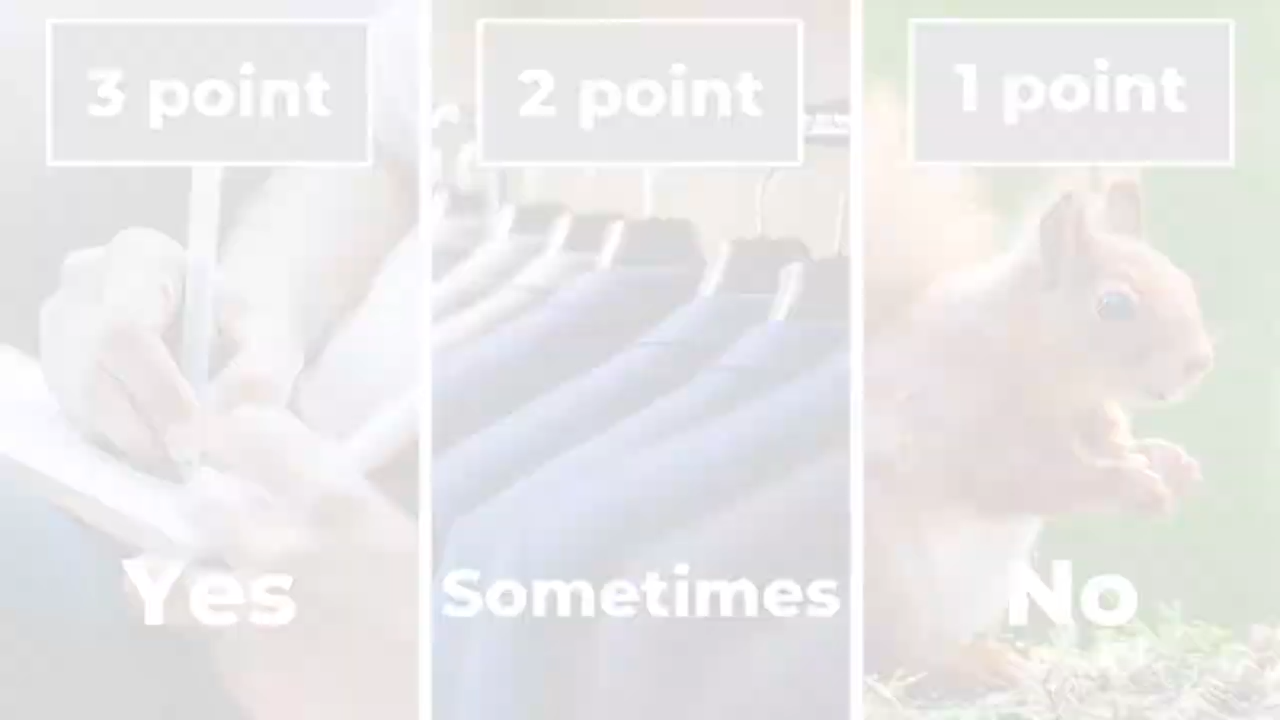 3 point
2 point
1 point
Yes
Sometimes
No